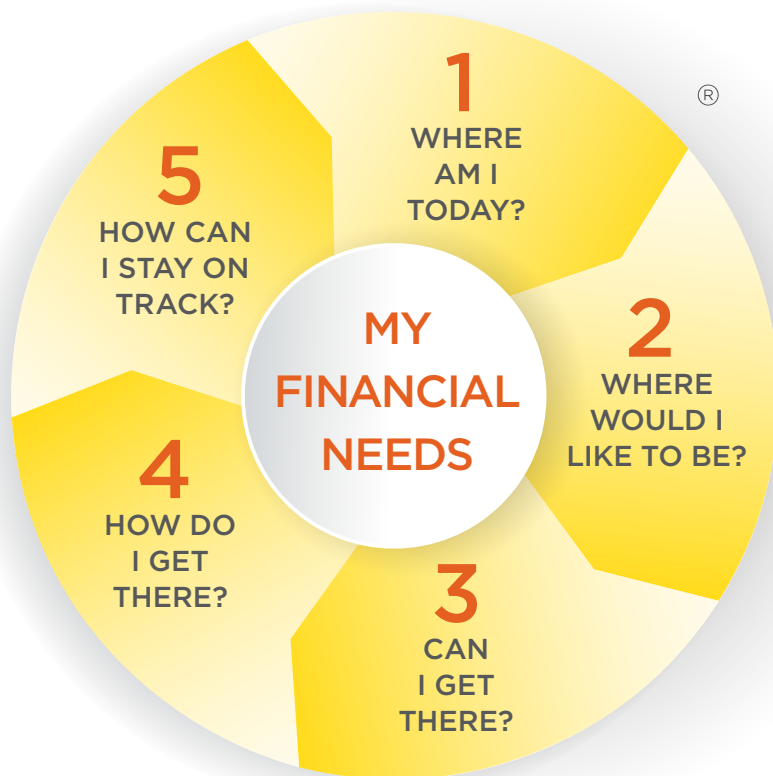 MY
FINANCIAL
NEEDS
1
WHERE
AM I
TODAY?
2
WHERE
WOULD I
LIKE TO BE?
3
CAN
I GET
THERE?
4
HOW DO
I GET
THERE?
5
HOW CAN
I STAY ON
TRACK?
®